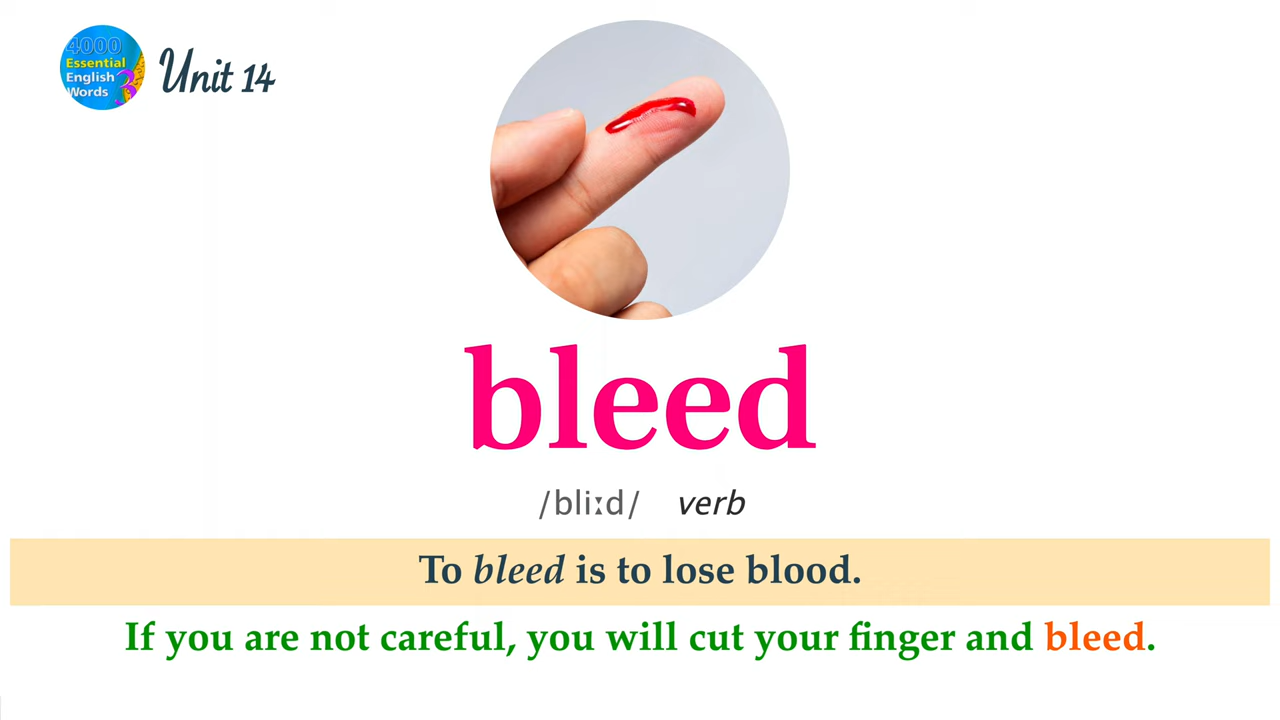 4000
Essential
English
Words 3
Unit 14
bleed
/bliːd/ verb
To bleed is to lose blood.
If you are not careful, you will cut your finger and bleed.